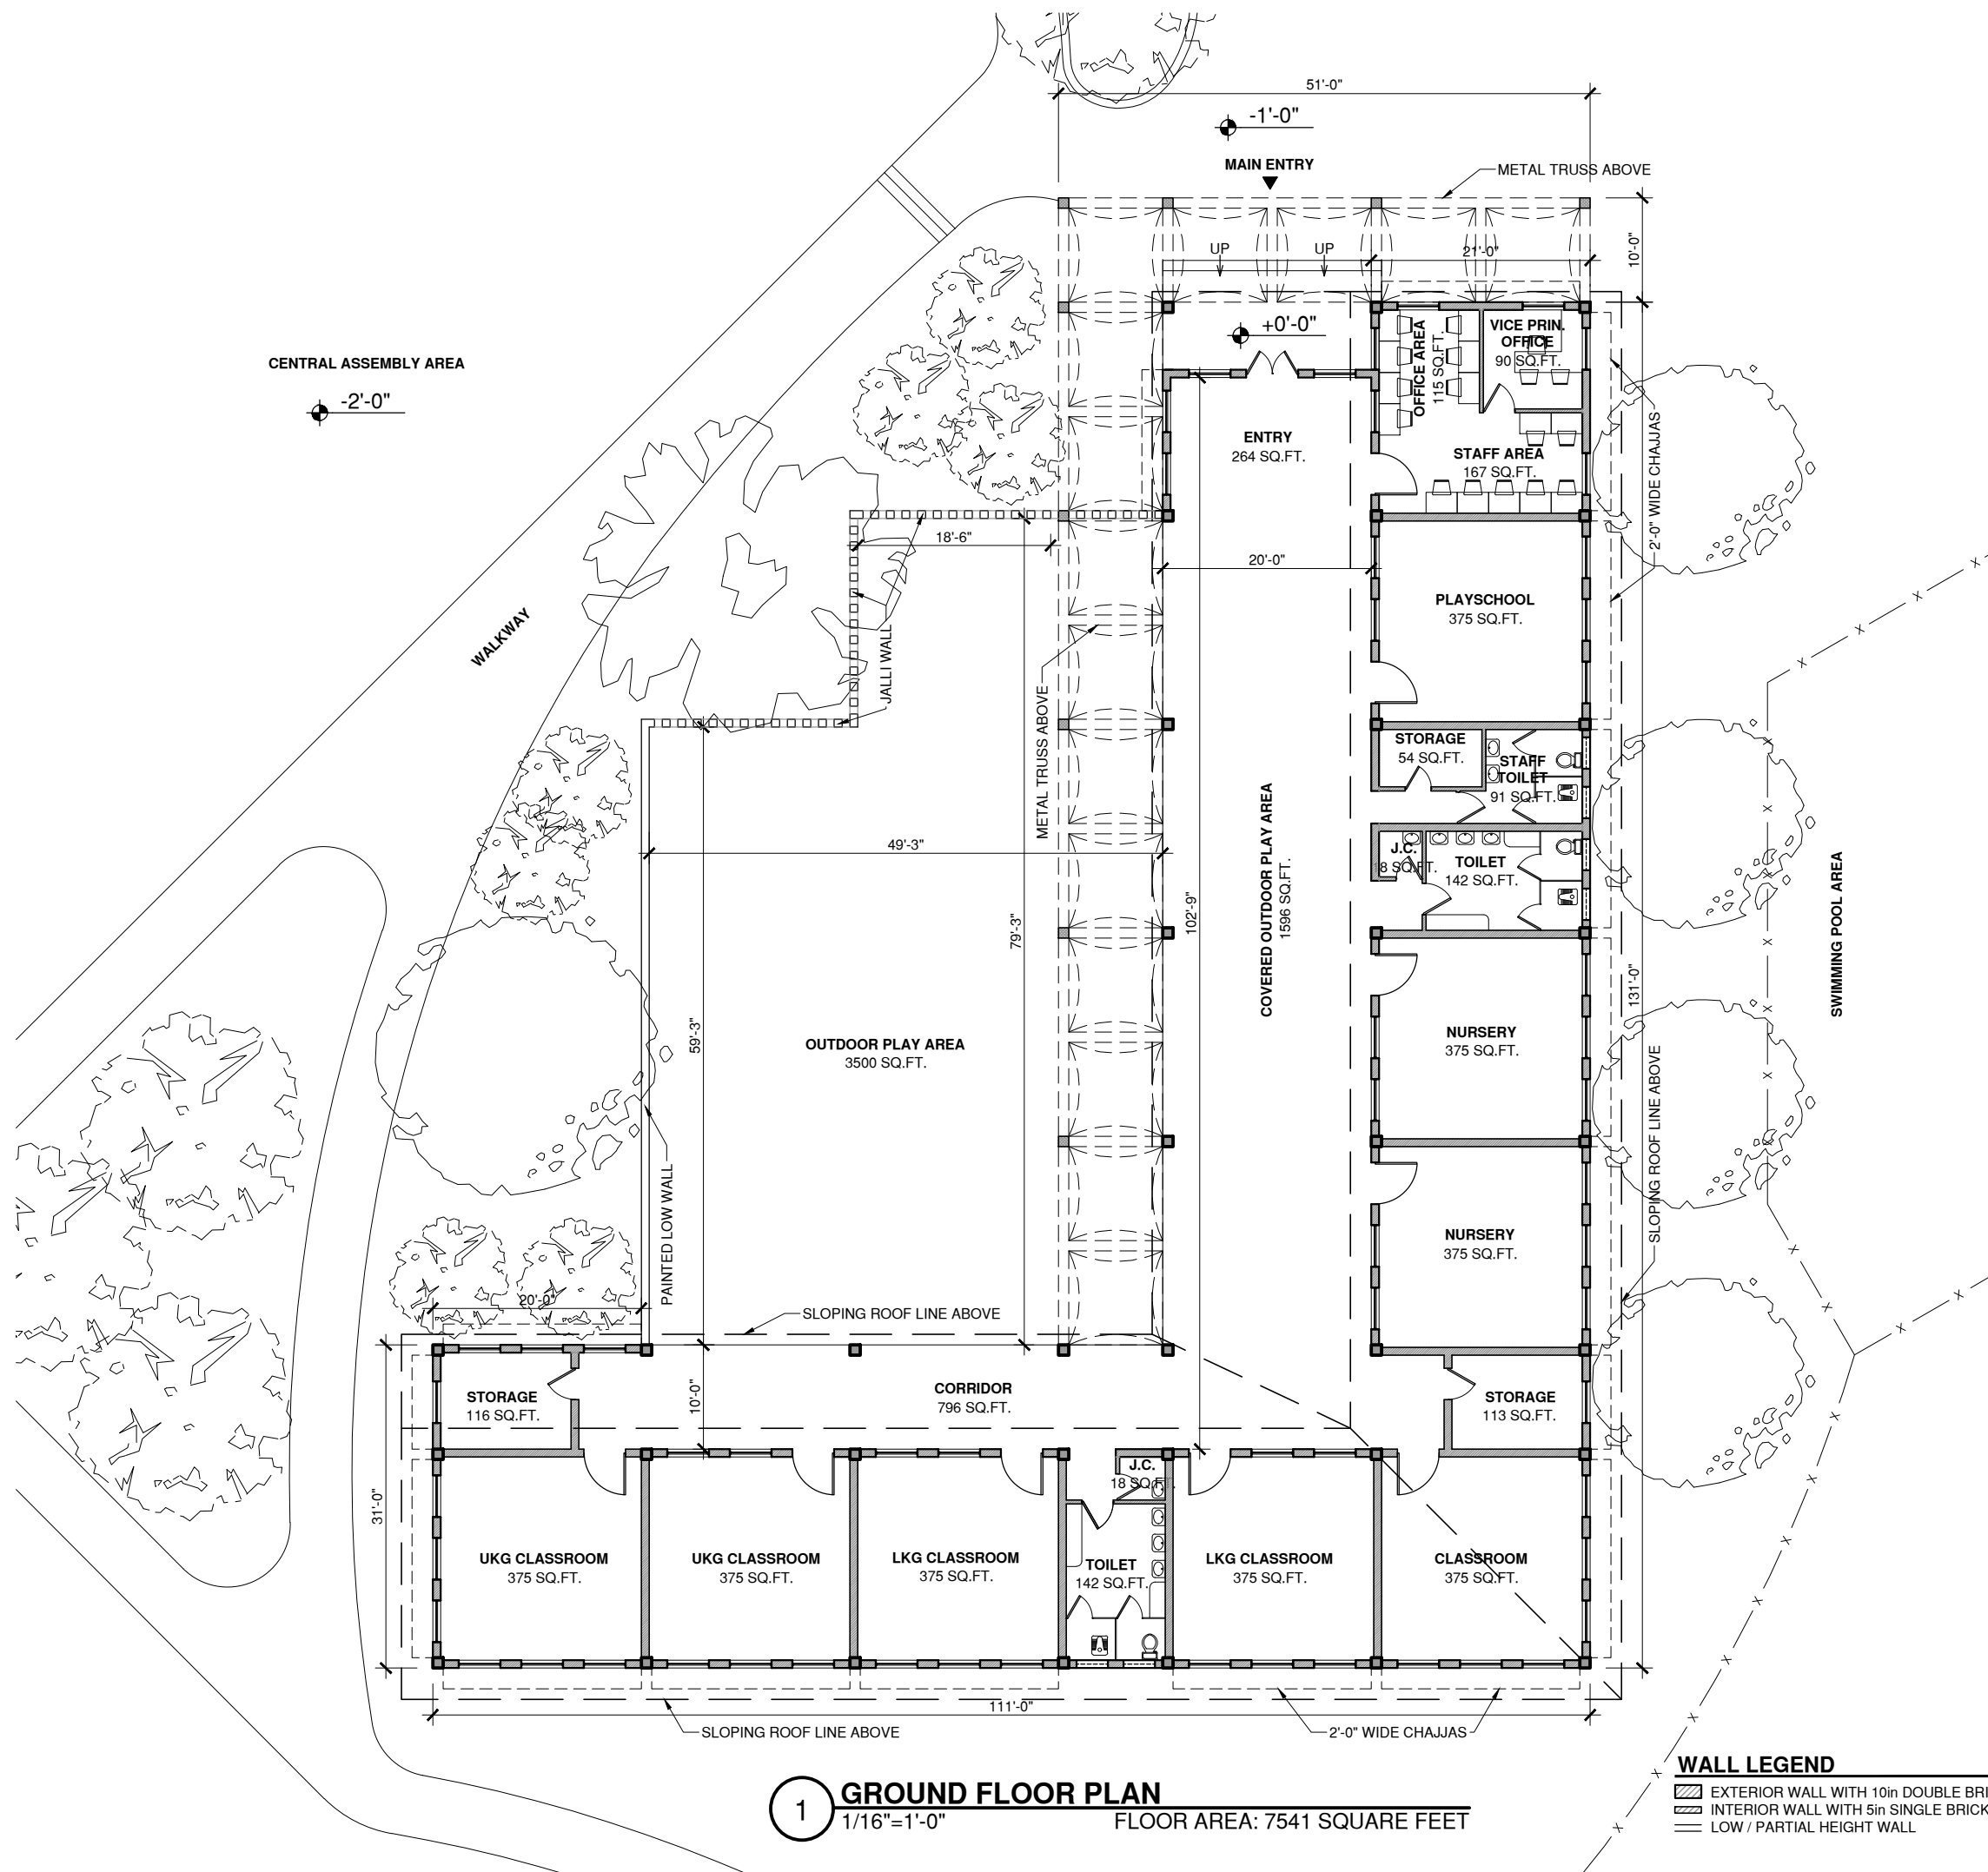 51'-0"
-1'-0"
MAIN ENTRY
METAL TRUSS ABOVE
UP
UP
21'-0"
10'-0"
+0'-0"
OFFICE AREA
115 SQ.FT.
VICE PRIN.
OFFICE
90 SQ.FT.
CENTRAL ASSEMBLY AREA
-2'-0"
2'-0" WIDE CHAJJAS
ENTRY
264 SQ.FT.
STAFF AREA
167 SQ.FT.
18'-6"
20'-0"
WALKWAY
JALLI WALL
PLAYSCHOOL
375 SQ.FT.
METAL TRUSS ABOVE
STORAGE
54 SQ.FT.
STAFF
TOILET
91 SQ.FT.
49'-3"
J.C.
18 SQ.FT.
TOILET
142 SQ.FT.
COVERED OUTDOOR PLAY AREA
1596 SQ.FT.
79'-3"
102'-9"
SWIMMING POOL AREA
131'-0"
59'-3"
OUTDOOR PLAY AREA
3500 SQ.FT.
NURSERY
375 SQ.FT.
SLOPING ROOF LINE ABOVE
PAINTED LOW WALL
NURSERY
375 SQ.FT.
20'-0"
SLOPING ROOF LINE ABOVE
STORAGE
116 SQ.FT.
10'-0"
CORRIDOR
796 SQ.FT.
STORAGE
113 SQ.FT.
31'-0"
J.C.
18 SQ.FT.
UKG CLASSROOM
375 SQ.FT.
UKG CLASSROOM
375 SQ.FT.
LKG CLASSROOM
375 SQ.FT.
TOILET
142 SQ.FT.
LKG CLASSROOM
375 SQ.FT.
CLASSROOM
375 SQ.FT.
111'-0"
SLOPING ROOF LINE ABOVE
2'-0" WIDE CHAJJAS
1
GROUND FLOOR PLAN
1/16"=1'-0"
FLOOR AREA: 7541 SQUARE FEET
WALL LEGEND
EXTERIOR WALL WITH 10in DOUBLE BRI
INTERIOR WALL WITH 5in SINGLE BRICK
LOW / PARTIAL HEIGHT WALL